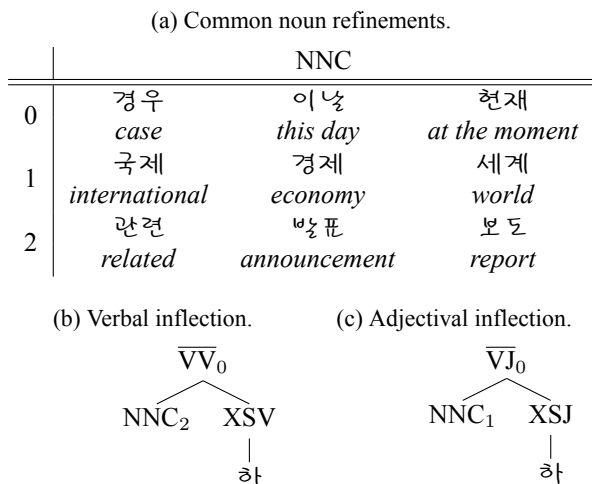 (a) Common noun refinements.
NNC
0 경우 이날 현재
case this day at the moment
1 국제 경제 세계
international economy world
2 관련 발표 보도
related announcement report
(b) Verbal inflection. (c) Adjectival inflection.
VV₀ VJ₀
NNC₂ XSV NNC₁ XSJ
하 하